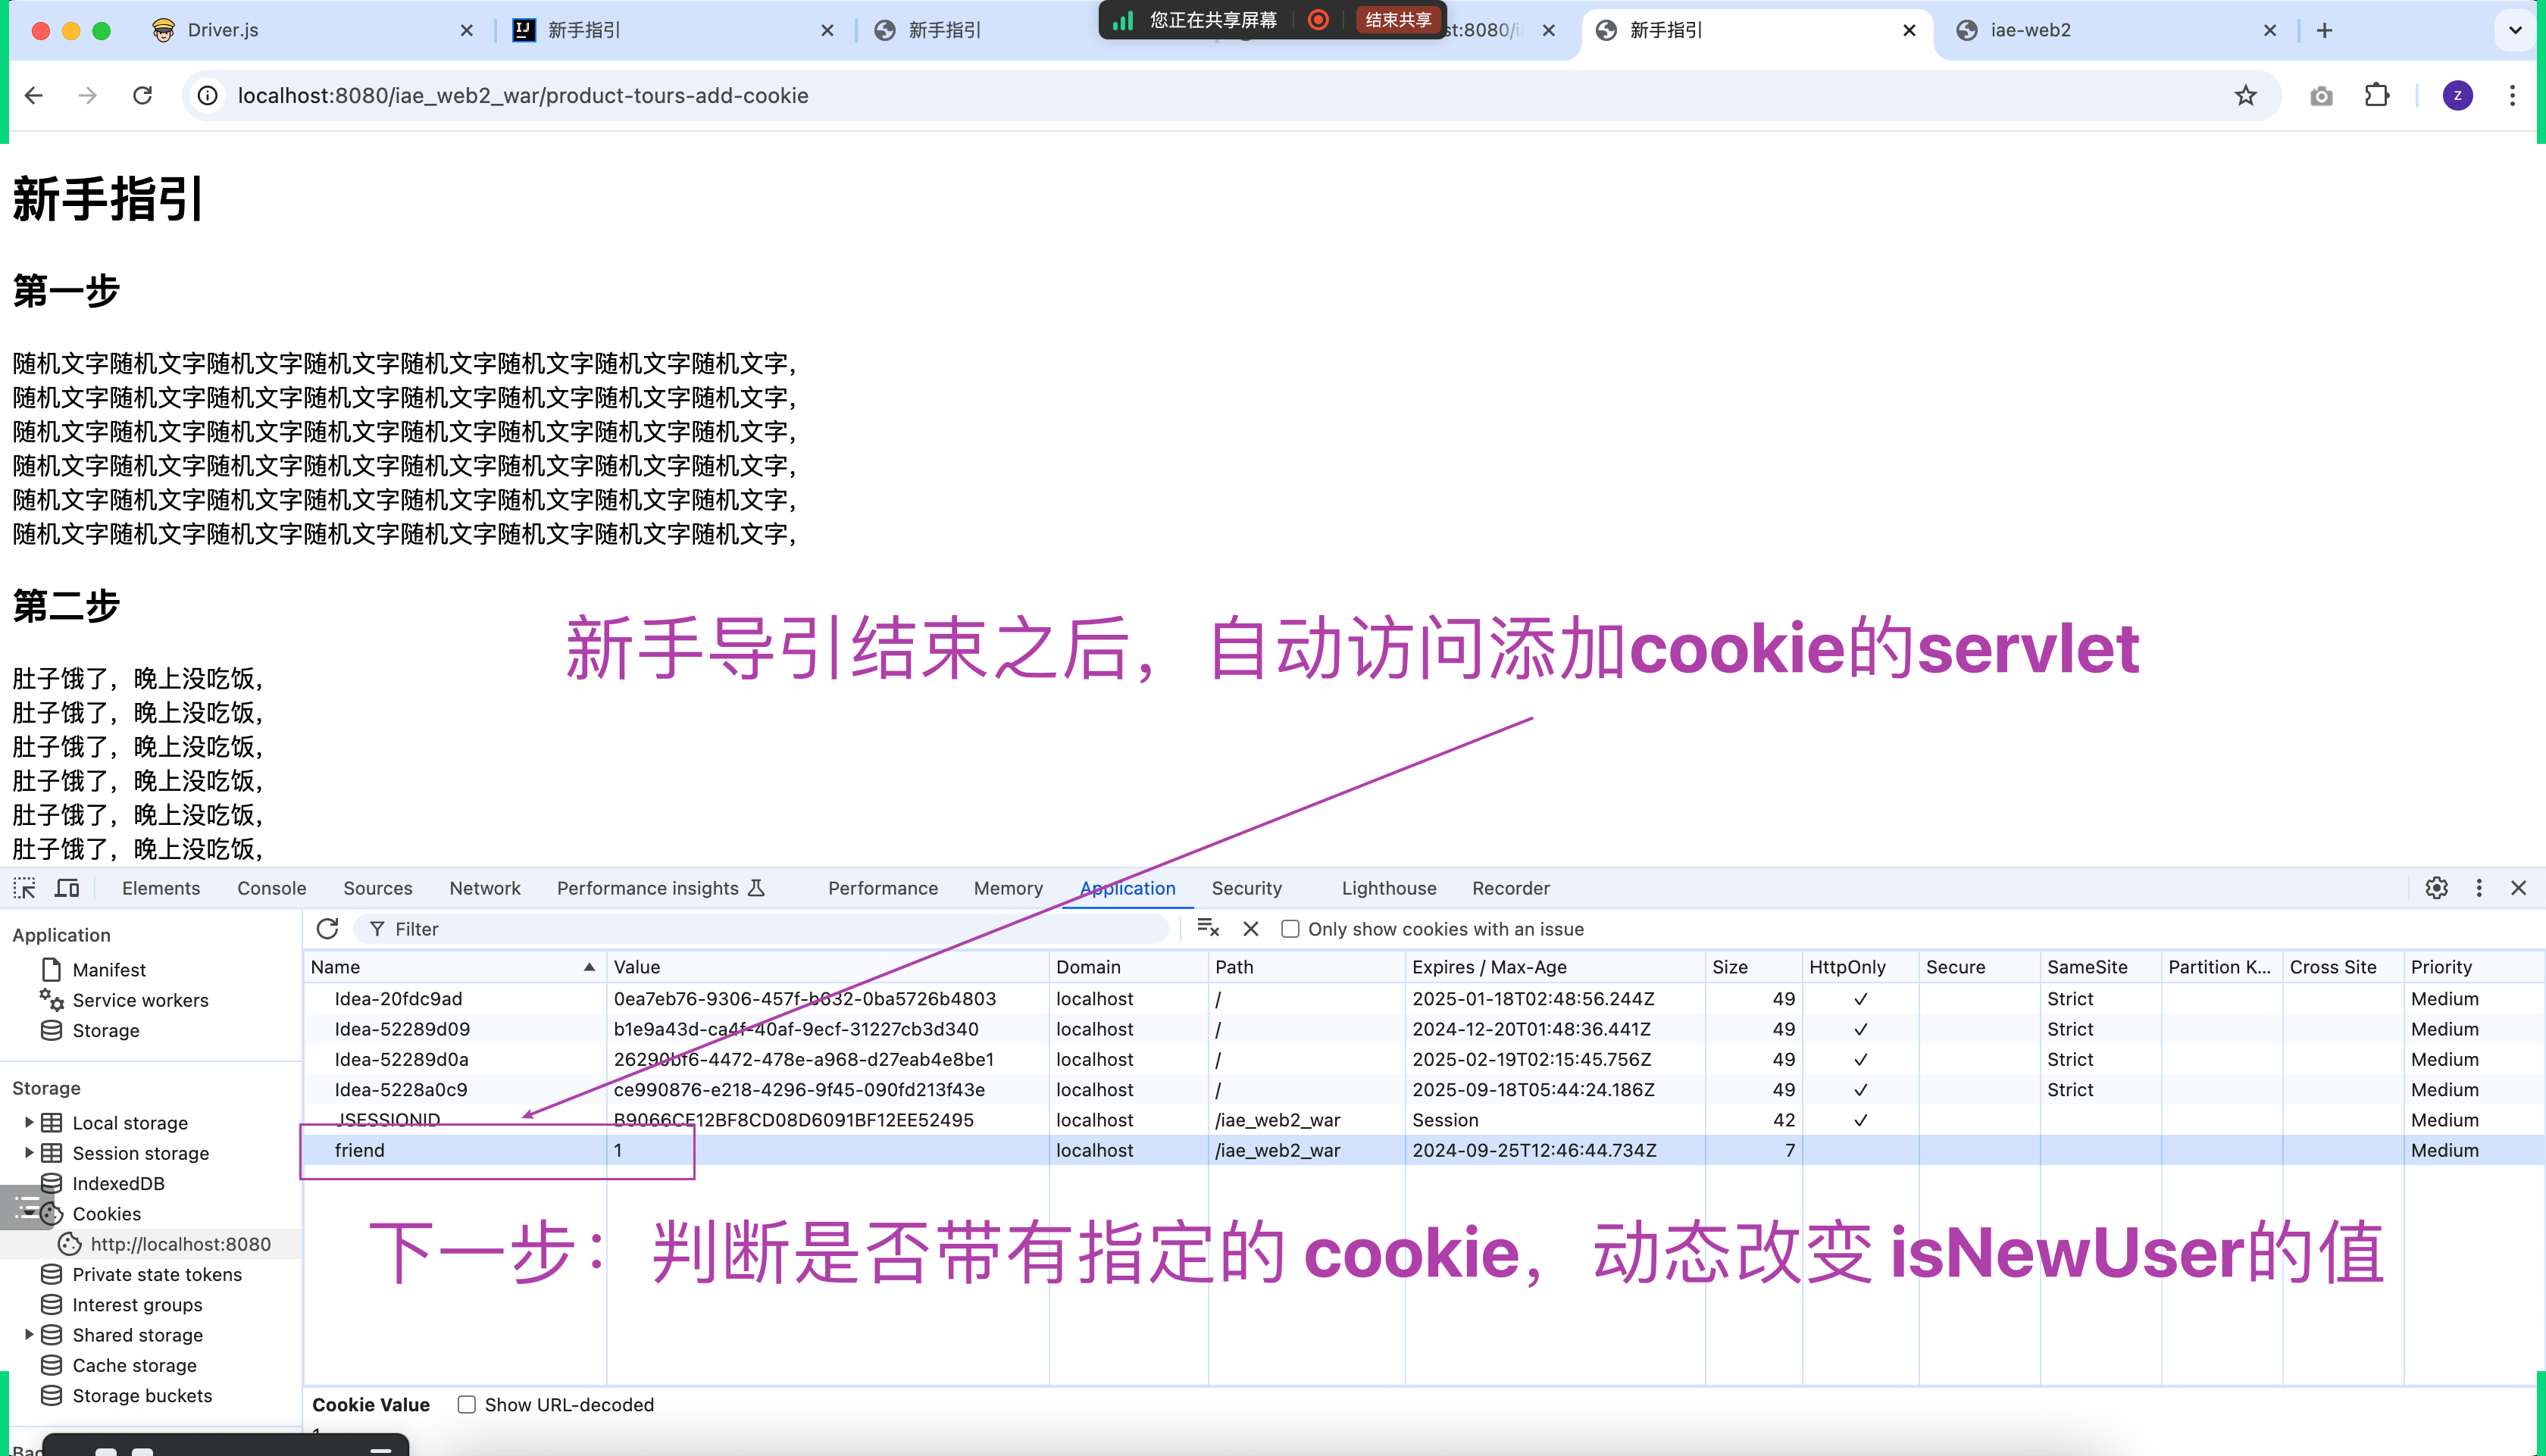 Driver.js
新手指引
新手指引
您正在共享屏幕
结束共享
st:8080/i
新手指引
iae-web2
localhost:8080/iae_web2_war/product-tours-add-cookie
z
新手指引
第一步
随机文字随机文字随机文字随机文字随机文字随机文字随机文字随机文字，
随机文字随机文字随机文字随机文字随机文字随机文字随机文字随机文字，
随机文字随机文字随机文字随机文字随机文字随机文字随机文字随机文字，
随机文字随机文字随机文字随机文字随机文字随机文字随机文字随机文字，
随机文字随机文字随机文字随机文字随机文字随机文字随机文字随机文字，
随机文字随机文字随机文字随机文字随机文字随机文字随机文字随机文字，
第二步
新手导引结束之后，自动访问添加cookie的servlet
肚子饿了，晚上没吃饭，
肚子饿了，晚上没吃饭，
肚子饿了，晚上没吃饭，
肚子饿了，晚上没吃饭，
肚子饿了，晚上没吃饭，
肚子饿了，晚上没吃饭，
Elements Console Sources Network Performance insights Performance Memory Application Security Lighthouse Recorder
Application
Manifest
Service workers
Storage
Storage
Local storage
Session storage
IndexedDB
Cookies
http://localhost:8080
Private state tokens
Interest groups
Shared storage
Cache storage
Storage buckets
Bac
Filter
Only show cookies with an issue
Name Value Domain Path Expires / Max-Age Size HttpOnly Secure SameSite Partition K... Cross Site Priority
Idea-20fdc9ad 0ea7eb76-9306-457f-b632-0ba5726b4803 localhost / 2025-01-18T02:48:56.244Z 49 ✓ Strict Medium
Idea-52289d09 b1e9a43d-ca4f-40af-9ecf-31227cb3d340 localhost / 2024-12-20T01:48:36.441Z 49 ✓ Strict Medium
Idea-52289d0a 26290bf6-4472-478e-a968-d27eab4e8be1 localhost / 2025-02-19T02:15:45.756Z 49 ✓ Strict Medium
Idea-5228a0c9 ce990876-e218-4296-9f45-090fd213f43e localhost / 2025-09-18T05:44:24.186Z 49 ✓ Strict Medium
JSESSIONID B9066CE12BF8CD08D6091BF12EE52495 localhost /iae_web2_war Session 42 ✓ Medium
friend 1 localhost /iae_web2_war 2024-09-25T12:46:44.734Z 7 Medium
下一步：判断是否带有指定的 cookie，动态改变 isNewUser的值
Cookie Value Show URL-decoded